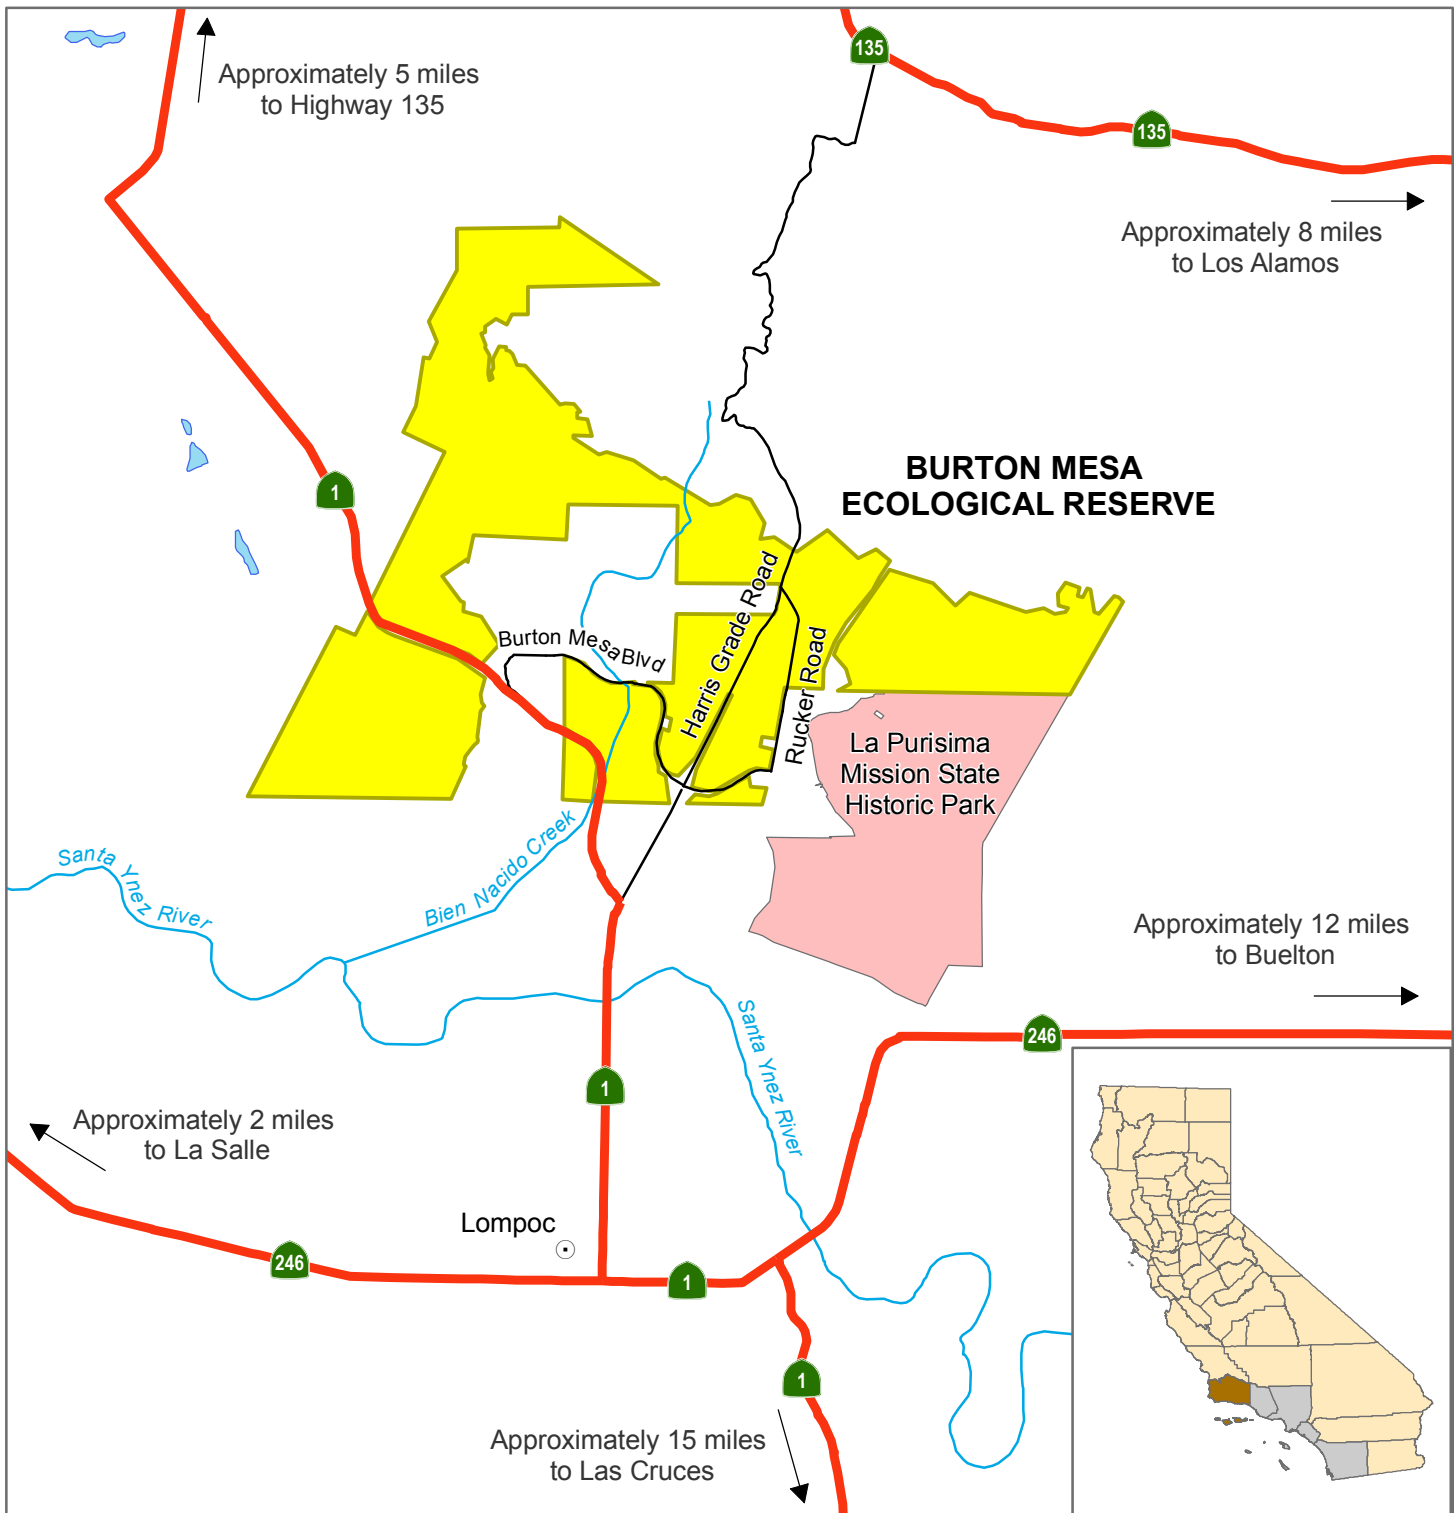 135
Approximately 5 miles
to Highway 135
135
Approximately 8 miles
to Los Alamos
BURTON MESA
ECOLOGICAL RESERVE
1
Harris Grade Road
Burton Mesa Blvd
Rucker Road
La Purisima
Mission State
Historic Park
Santa Ynez River
Bien Nacido Creek
Approximately 12 miles
to Buelton
Santa Ynez River
246
1
Approximately 2 miles
to La Salle
Lompoc
246
1
1
Approximately 15 miles
to Las Cruces